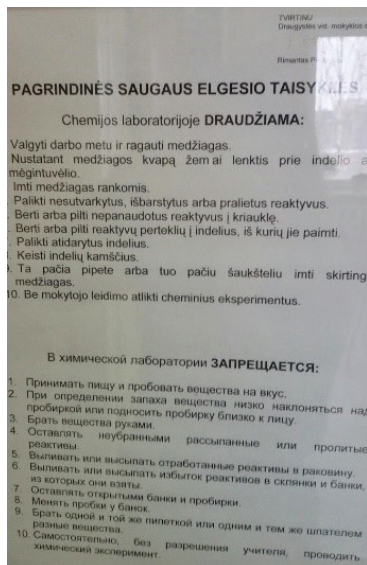 TVIRTINU
Draugystės vid. mokyklos
Rimantas
PAGRINDINĖS SAUGAUS ELGESIO TAISYKLĖS
Chemijos laboratorijoje DRAUDŽIAMA:
Valgyti darbo metu ir ragauti medžiagas.
Nustatant medžiagos kvapą žemai lenktis prie indelio
mėgintuvėlio.
Imti medžiagas rankomis.
Palikti nesutvarkytus, išbarstytus arba pralietus reaktyvus.
Berti arba pilti nepanaudotus reaktyvus į kriauklę.
Berti arba pilti reaktyvų perteklių į indelius, iš kurių jie paimti.
Palikti atidarytus indelius.
Keisti indelių kamščius.
9. Ta pačia pipete arba tuo pačiu šaukšteliu imti skirting
medžiagas.
10. Be mokytojo leidimo atlikti cheminius eksperimentus.
В химической лаборатории ЗАПРЕЩАЕТСЯ:
1. Принимать пищу и пробовать вещества на вкус.
2. При определении запаха вещества низко наклоняться над
пробиркой или подносить пробирку близко к лицу.
3. Брать вещества руками.
4. Оставлять неубранными рассыпанные или пролитые
реактивы.
5. Выливать или высыпать отработанные реактивы в раковину.
6. Выливать или высыпать избыток реактивов в склянки и банки,
из которых они взяты.
7. Оставлять открытыми банки и пробирки.
8. Менять пробки у банок.
9. Брать одной и той же пипеткой или одним и тем же шпателем
разные вещества.
10. Самостоятельно, без разрешения учителя, проводить
химический эксперимент.